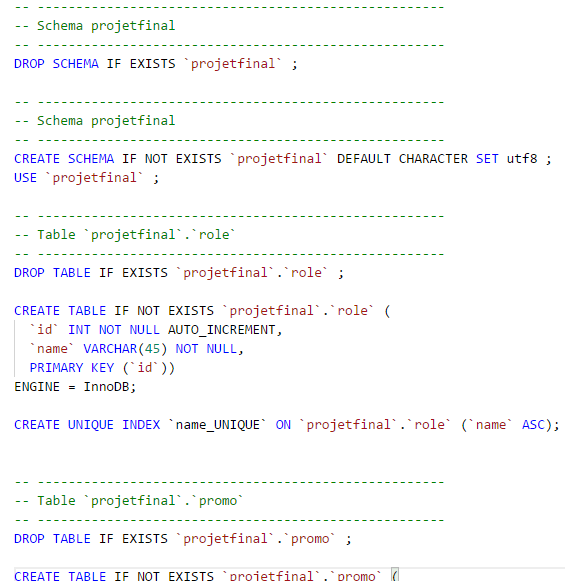 -- -----------------------------------------------------
-- Schema projetfinal
-- -----------------------------------------------------
DROP SCHEMA IF EXISTS `projetfinal` ;
-- -----------------------------------------------------
-- Schema projetfinal
-- -----------------------------------------------------
CREATE SCHEMA IF NOT EXISTS `projetfinal` DEFAULT CHARACTER SET utf8 ;
USE `projetfinal` ;
-- -----------------------------------------------------
-- Table `projetfinal`.`role`
-- -----------------------------------------------------
DROP TABLE IF EXISTS `projetfinal`.`role` ;
CREATE TABLE IF NOT EXISTS `projetfinal`.`role` (
`id` INT NOT NULL AUTO_INCREMENT,
`name` VARCHAR(45) NOT NULL,
PRIMARY KEY (`id`))
ENGINE = InnoDB;
CREATE UNIQUE INDEX `name_UNIQUE` ON `projetfinal`.`role` (`name` ASC);
-- -----------------------------------------------------
-- Table `projetfinal`.`promo`
-- -----------------------------------------------------
DROP TABLE IF EXISTS `projetfinal`.`promo` ;
CREATE TABLE IF NOT EXISTS `projetfinal`.`promo` (